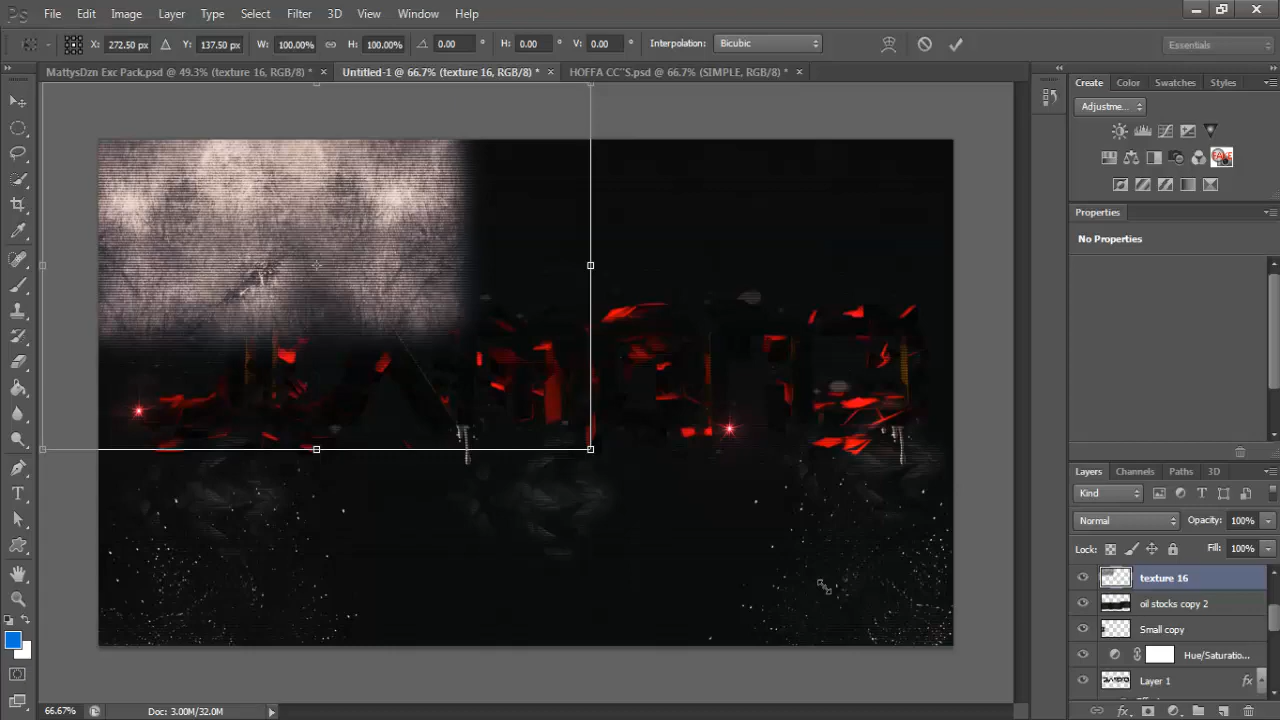 Ps File Edit Image Layer Type Select Filter 3D View Window Help
X: 272.50 px Y: 137.50 px W: 100.00% H: 100.00% 0.00 ° H: 0.00 ° V: 0.00 ° Interpolation: Bicubic Essentials
MattysDzn Exc Pack.psd @ 49.3% (texture 16, RGB/8) * × Untitled-1 @ 66.7% (texture 16, RGB/8) * × HOFFA CC"S.psd @ 66.7% (SIMPLE, RGB/8) * ×
Create Color Swatches Styles
Adjustme...
Properties
No Properties
Layers Channels Paths 3D
Kind
Normal Opacity: 100%
Lock: Fill: 100%
texture 16
oil stocks copy 2
Small copy
Hue/Saturatio...
Layer 1 fx
66.67% Doc: 3.00M/32.0M